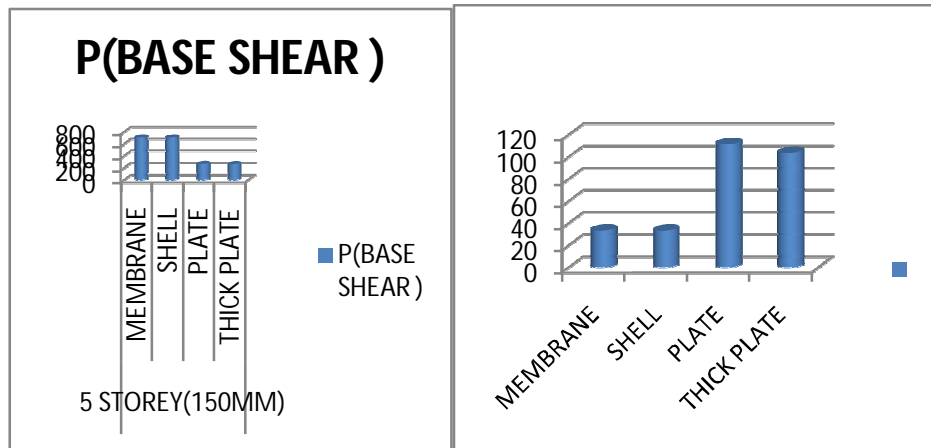 P(BASE SHEAR )
800
600
400
200
0
MEMBRANE
SHELL
PLATE
THICK PLATE
5 STOREY(150MM)
P(BASE
SHEAR )
120
100
80
60
40
20
0
MEMBRANE
SHELL
PLATE
THICK PLATE